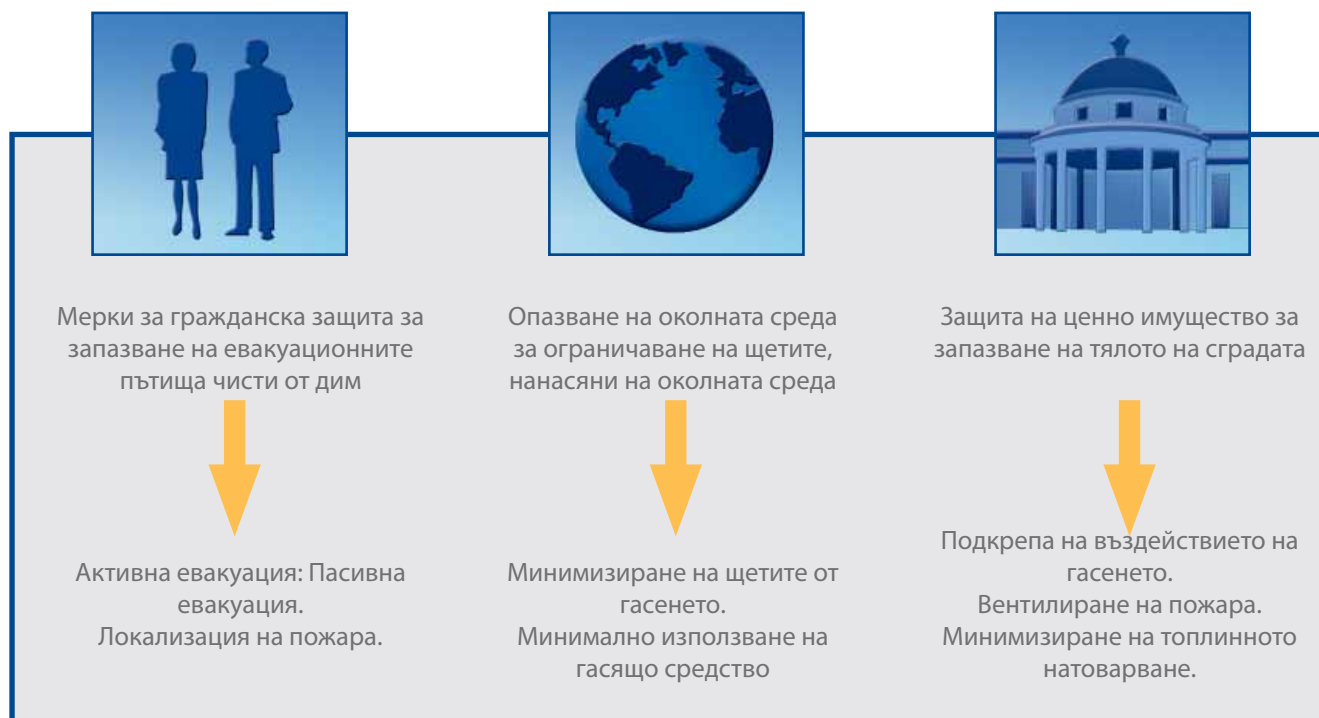 Мерки за гражданска защита за
запазване на евакуационните
пътища чисти от дим
Активна евакуация: Пасивна
евакуация.
Локализация на пожара.
Опазване на околната среда
за ограничаване на щетите,
нанасяни на околната среда
Минимизиране на щетите от
гасенето.
Минимално използване на
гасящо средство
Защита на ценно имущество за
запазване на тялото на сградата
Подкрепа на въздействието на
гасенето.
Вентилиране на пожара.
Минимизиране на топлинното
натоварване.